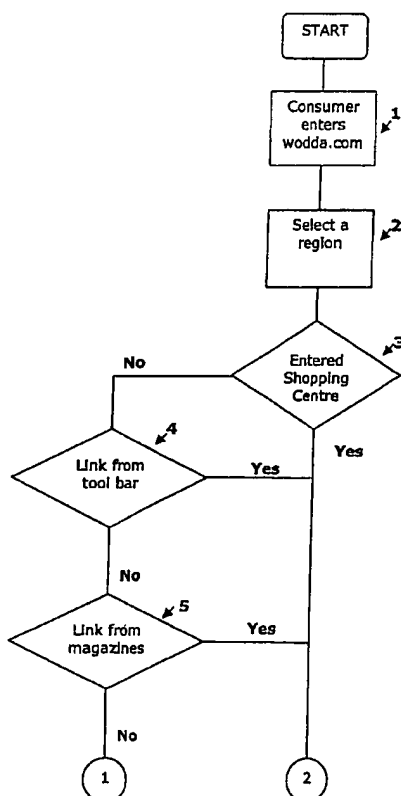 START
Consumer
enters
wodda.com
1
Select a
region
2
3
Entered
Shopping
Centre
No
Yes
4
Link from
tool bar
Yes
No
5
Link from
magazines
Yes
No
1
2